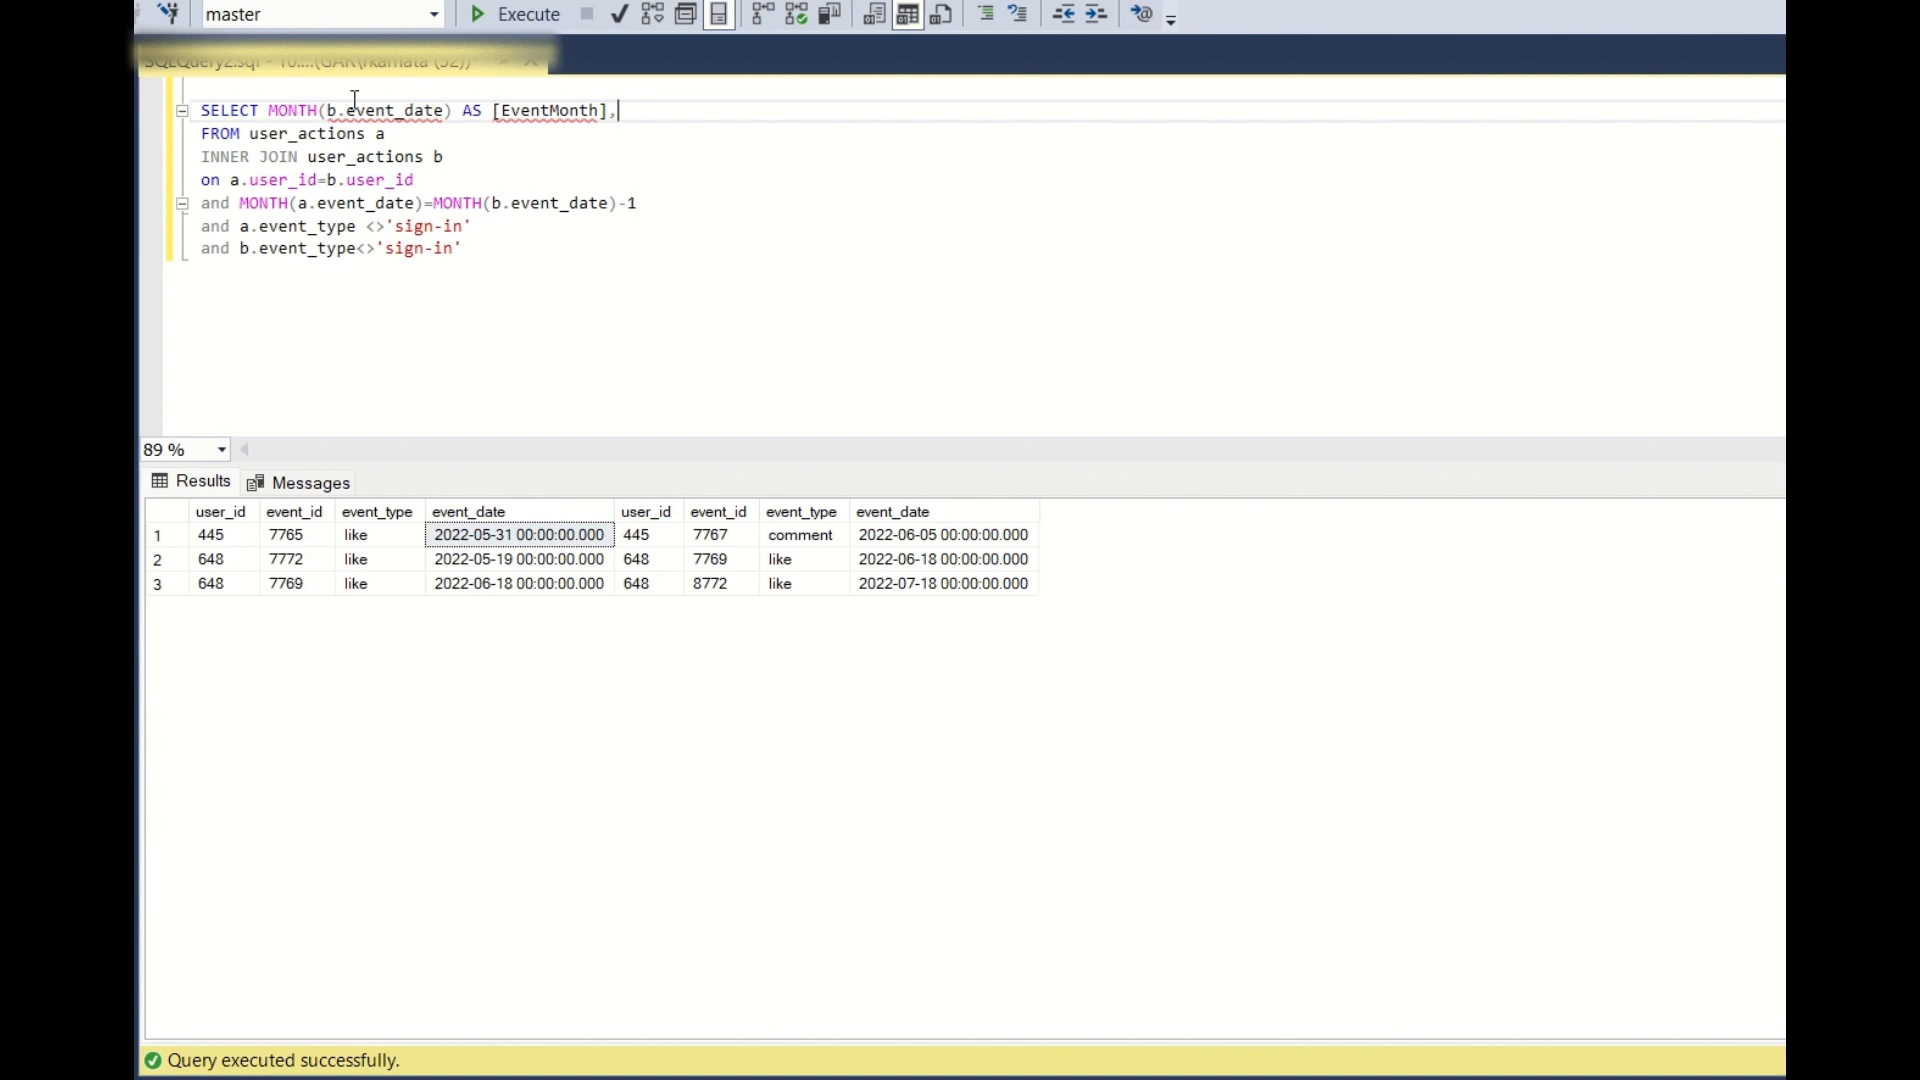 master Execute
SELECT MONTH(b.event_date) AS [EventMonth],
FROM user_actions a
INNER JOIN user_actions b
on a.user_id=b.user_id
and MONTH(a.event_date)=MONTH(b.event_date)-1
and a.event_type <>'sign-in'
and b.event_type<>'sign-in'
89 %
Results Messages
user_id event_id event_type event_date user_id event_id event_type event_date
1 445 7765 like 2022-05-31 00:00:00.000 445 7767 comment 2022-06-05 00:00:00.000
2 648 7772 like 2022-05-19 00:00:00.000 648 7769 like 2022-06-18 00:00:00.000
3 648 7769 like 2022-06-18 00:00:00.000 648 8772 like 2022-07-18 00:00:00.000
Query executed successfully.